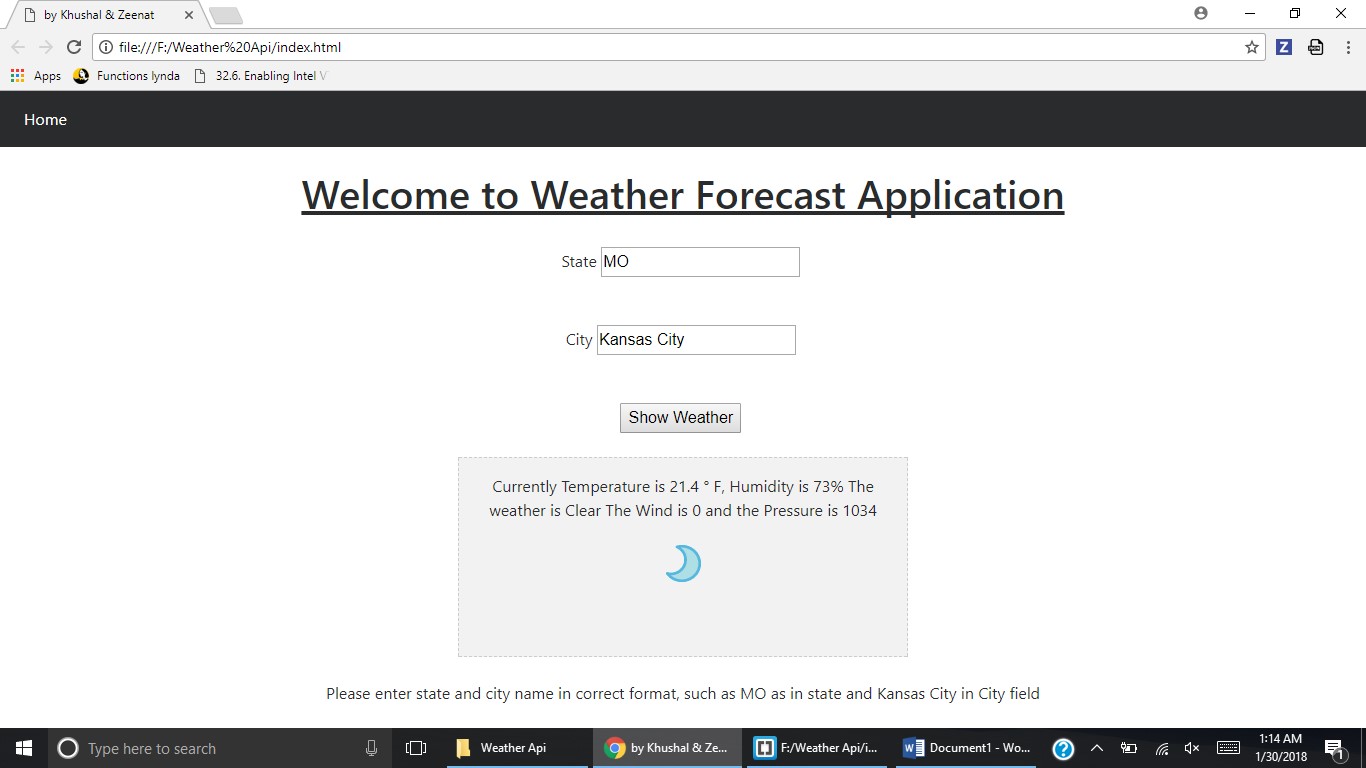 by Khushal & Zeenat
file:///F:/Weather%20Api/index.html
Apps Functions lynda 32.6. Enabling Intel V
Home
Welcome to Weather Forecast Application
State MO
City Kansas City
Show Weather
Currently Temperature is 21.4 ° F, Humidity is 73% The
weather is Clear The Wind is 0 and the Pressure is 1034
Please enter state and city name in correct format, such as MO as in state and Kansas City in City field
Type here to search Weather Api by Khushal & Ze... F:/Weather Api/i... Document1 - Wo... 1:14 AM
1/30/2018 1